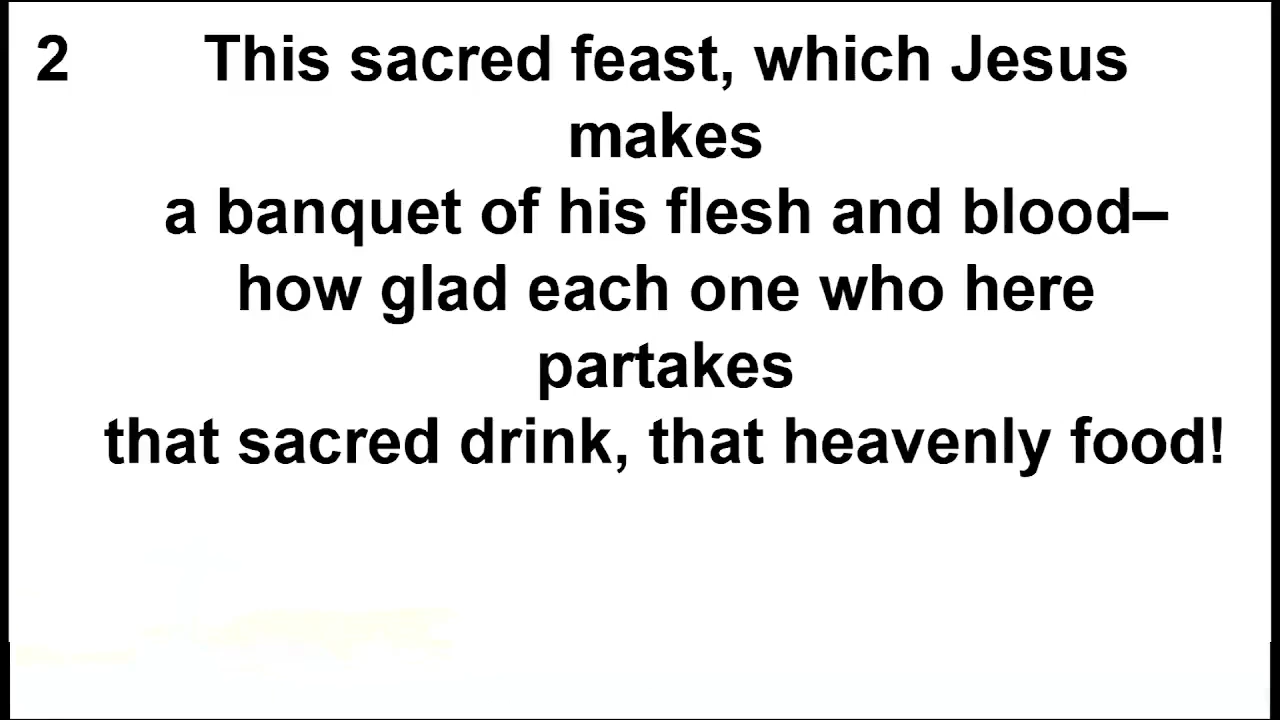 2 This sacred feast, which Jesus
makes
a banquet of his flesh and blood–
how glad each one who here
partakes
that sacred drink, that heavenly food!